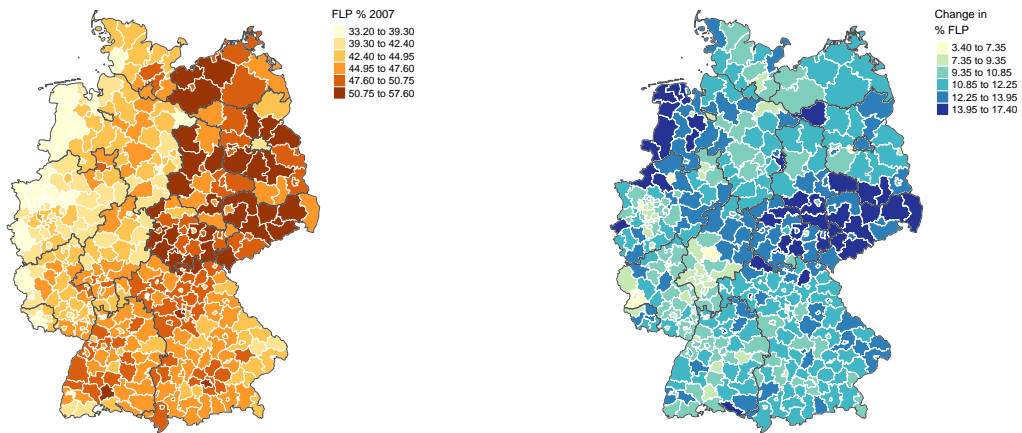 FLP % 2007
33.20 to 39.30
39.30 to 42.40
42.40 to 44.95
44.95 to 47.60
47.60 to 50.75
50.75 to 57.60
Change in
% FLP
3.40 to 7.35
7.35 to 9.35
9.35 to 10.85
10.85 to 12.25
12.25 to 13.95
13.95 to 17.40